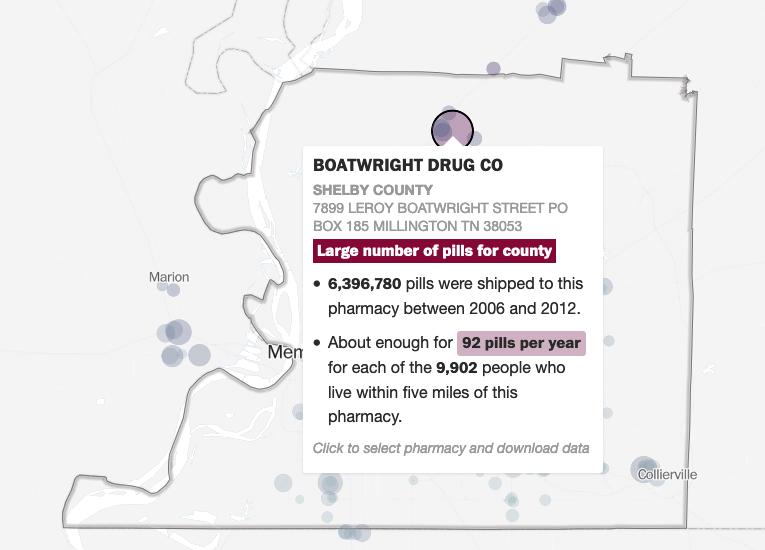 BOATWRIGHT DRUG CO
SHELBY COUNTY
7899 LEROY BOATWRIGHT STREET PO
BOX 185 MILLINGTON TN 38053
Large number of pills for county
• 6,396,780 pills were shipped to this
pharmacy between 2006 and 2012.
• About enough for 92 pills per year
for each of the 9,902 people who
live within five miles of this
pharmacy.
Click to select pharmacy and download data
Marion
Mem
Collierville